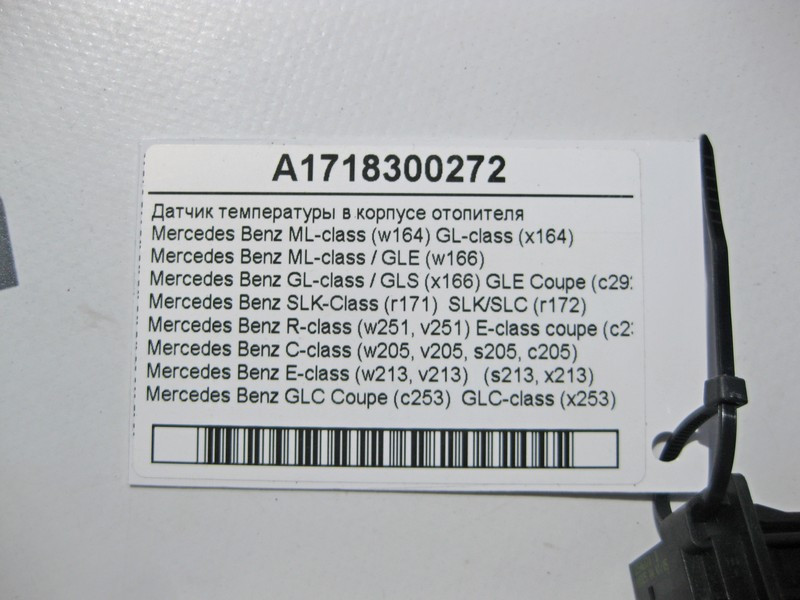 A1718300272
Датчик температуры в корпусе отопителя
Mercedes Benz ML-class (w164) GL-class (x164)
Mercedes Benz ML-class / GLE (w166)
Mercedes Benz GL-class / GLS (x166) GLE Coupe (c29
Mercedes Benz SLK-Class (r171) SLK/SLC (r172)
Mercedes Benz R-class (w251, v251) E-class coupe (c2
Mercedes Benz C-class (w205, v205, s205, c205)
Mercedes Benz E-class (w213, v213) (s213, x213)
Mercedes Benz GLC Coupe (c253) GLC-class (x253)